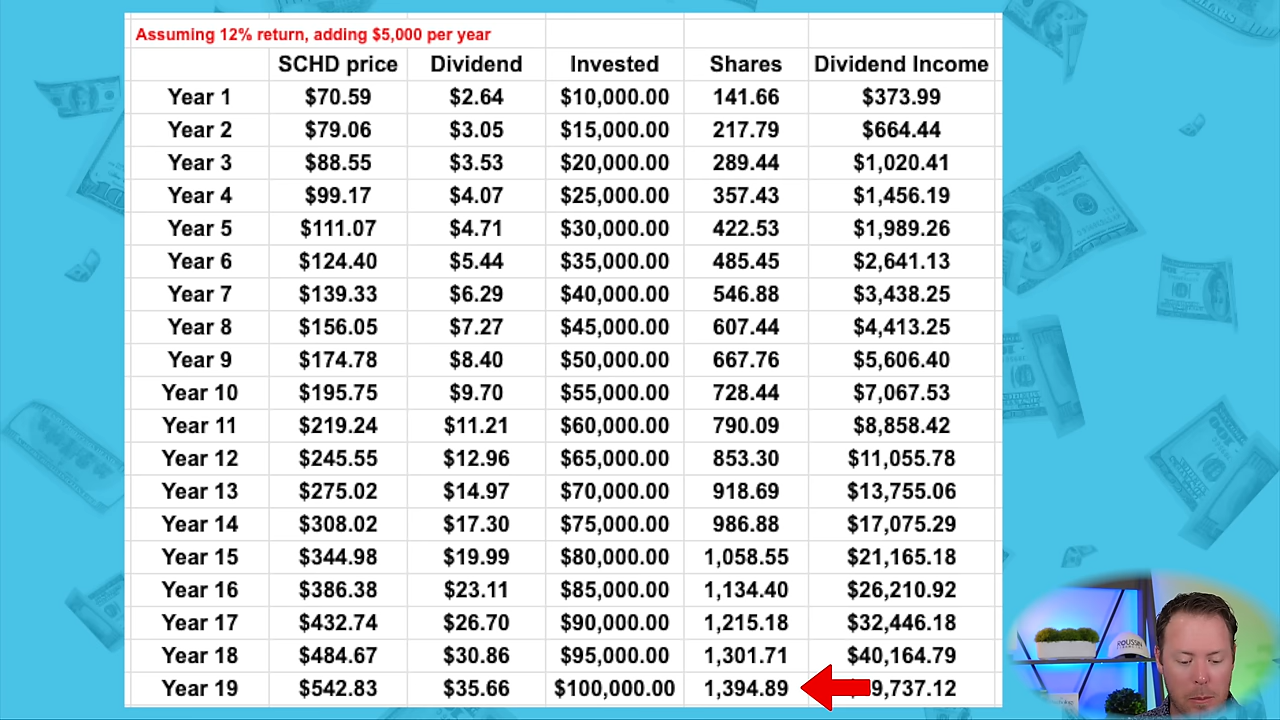 Assuming 12% return, adding $5,000 per year
SCHD price Dividend Invested Shares Dividend Income
Year 1 $70.59 $2.64 $10,000.00 141.66 $373.99
Year 2 $79.06 $3.05 $15,000.00 217.79 $664.44
Year 3 $88.55 $3.53 $20,000.00 289.44 $1,020.41
Year 4 $99.17 $4.07 $25,000.00 357.43 $1,456.19
Year 5 $111.07 $4.71 $30,000.00 422.53 $1,989.26
Year 6 $124.40 $5.44 $35,000.00 485.45 $2,641.13
Year 7 $139.33 $6.29 $40,000.00 546.88 $3,438.25
Year 8 $156.05 $7.27 $45,000.00 607.44 $4,413.25
Year 9 $174.78 $8.40 $50,000.00 667.76 $5,606.40
Year 10 $195.75 $9.70 $55,000.00 728.44 $7,067.53
Year 11 $219.24 $11.21 $60,000.00 790.09 $8,858.42
Year 12 $245.55 $12.96 $65,000.00 853.30 $11,055.78
Year 13 $275.02 $14.97 $70,000.00 918.69 $13,755.06
Year 14 $308.02 $17.30 $75,000.00 986.88 $17,075.29
Year 15 $344.98 $19.99 $80,000.00 1,058.55 $21,165.18
Year 16 $386.38 $23.11 $85,000.00 1,134.40 $26,210.92
Year 17 $432.74 $26.70 $90,000.00 1,215.18 $32,446.18
Year 18 $484.67 $30.86 $95,000.00 1,301.71 $40,164.79
Year 19 $542.83 $35.66 $100,000.00 1,394.89